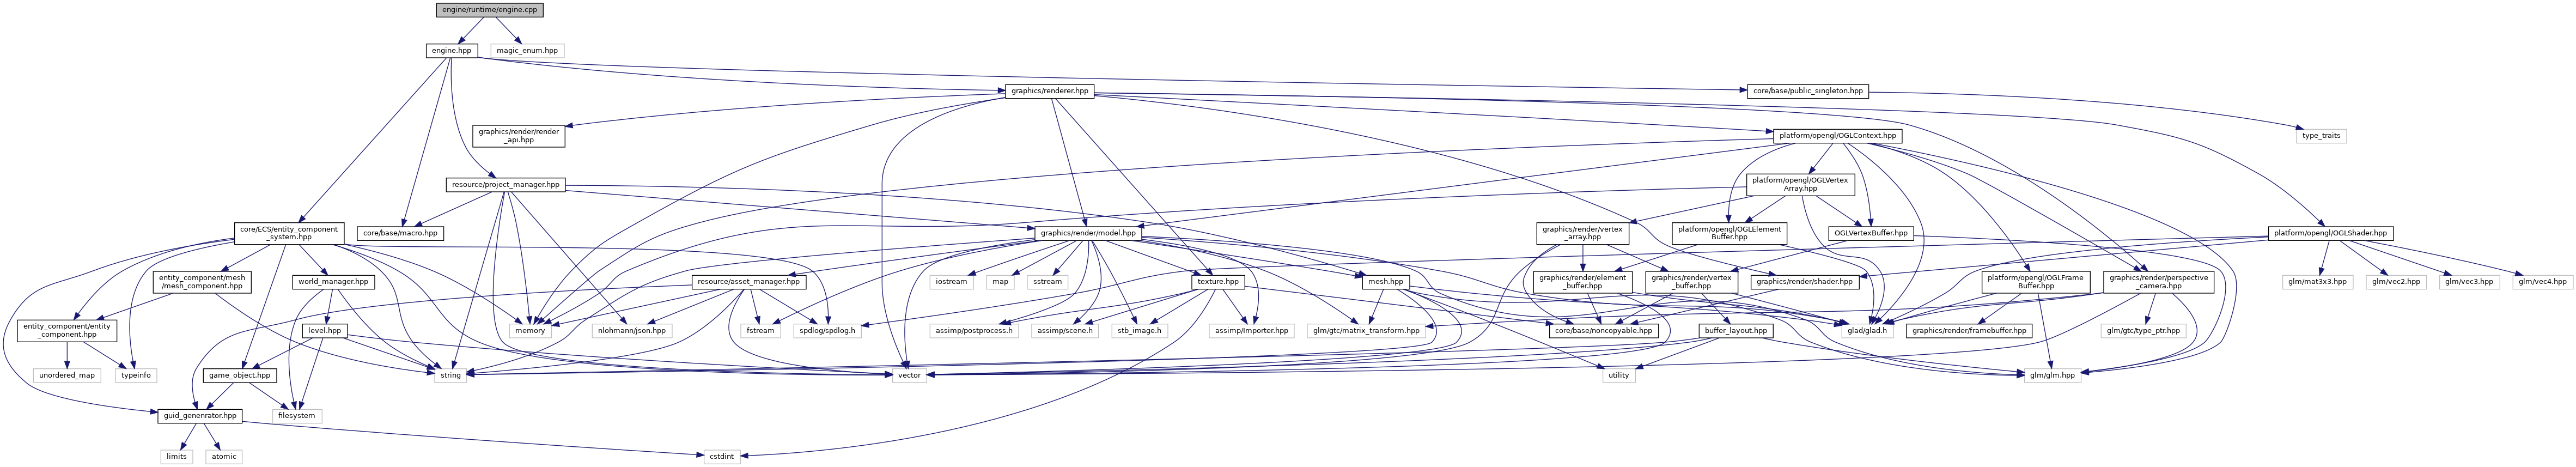 engine/runtime/engine.cpp
engine.hpp
magic_enum.hpp
graphics/renderer.hpp
core/base/public_singleton.hpp
graphics/render/render
_api.hpp
platform/opengl/OGLContext.hpp
type_traits
resource/project_manager.hpp
platform/opengl/OGLVertex
Array.hpp
core/ECS/entity_component
_system.hpp
core/base/macro.hpp
graphics/render/model.hpp
graphics/render/vertex
_array.hpp
platform/opengl/OGLElement
Buffer.hpp
OGLVertexBuffer.hpp
platform/opengl/OGLShader.hpp
entity_component/mesh
/mesh_component.hpp
world_manager.hpp
resource/asset_manager.hpp
iostream
map
sstream
texture.hpp
mesh.hpp
graphics/render/element
_buffer.hpp
graphics/render/vertex
_buffer.hpp
graphics/render/shader.hpp
platform/opengl/OGLFrame
Buffer.hpp
graphics/render/perspective
_camera.hpp
glm/mat3x3.hpp
glm/vec2.hpp
glm/vec3.hpp
glm/vec4.hpp
entity_component/entity
_component.hpp
level.hpp
memory
nlohmann/json.hpp
fstream
spdlog/spdlog.h
assimp/postprocess.h
assimp/scene.h
stb_image.h
assimp/Importer.hpp
glm/gtc/matrix_transform.hpp
core/base/noncopyable.hpp
buffer_layout.hpp
glad/glad.h
graphics/render/framebuffer.hpp
glm/gtc/type_ptr.hpp
unordered_map
typeinfo
game_object.hpp
string
vector
utility
glm/glm.hpp
guid_genenrator.hpp
filesystem
limits
atomic
cstdint